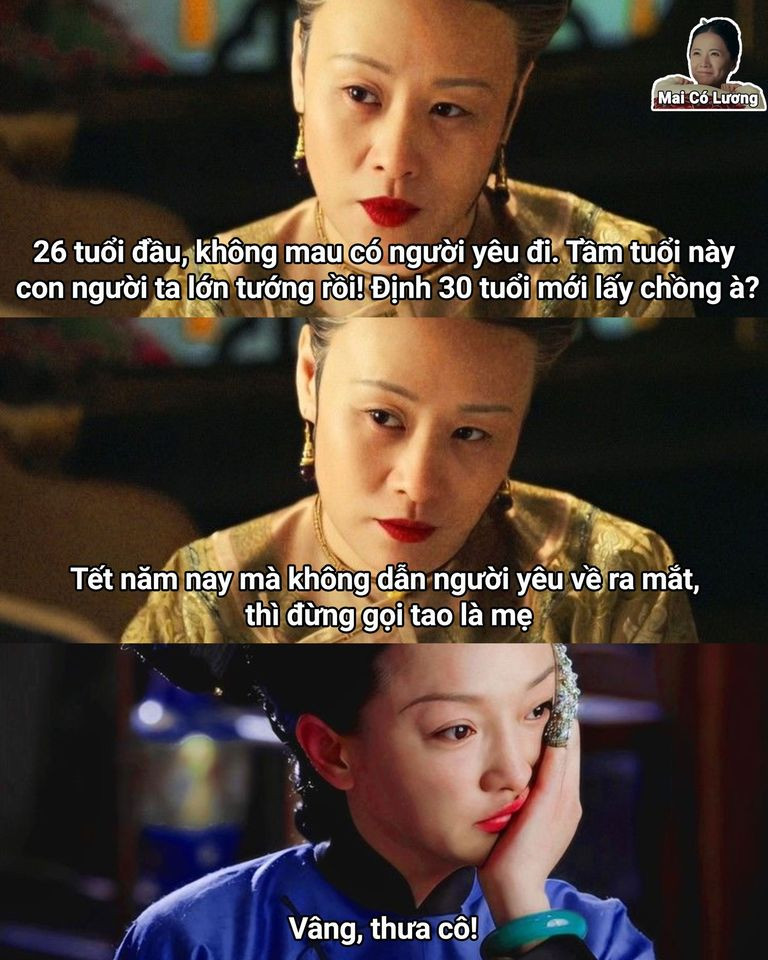 Mai Có Lương
26 tuổi đầu, không mau có người yêu đi. Tầm tuổi này
con người ta lớn tướng rồi! Định 30 tuổi mới lấy chồng à?
Tết năm nay mà không dẫn người yêu về ra mắt,
thì đừng gọi tao là mẹ
Vâng, thưa cô!